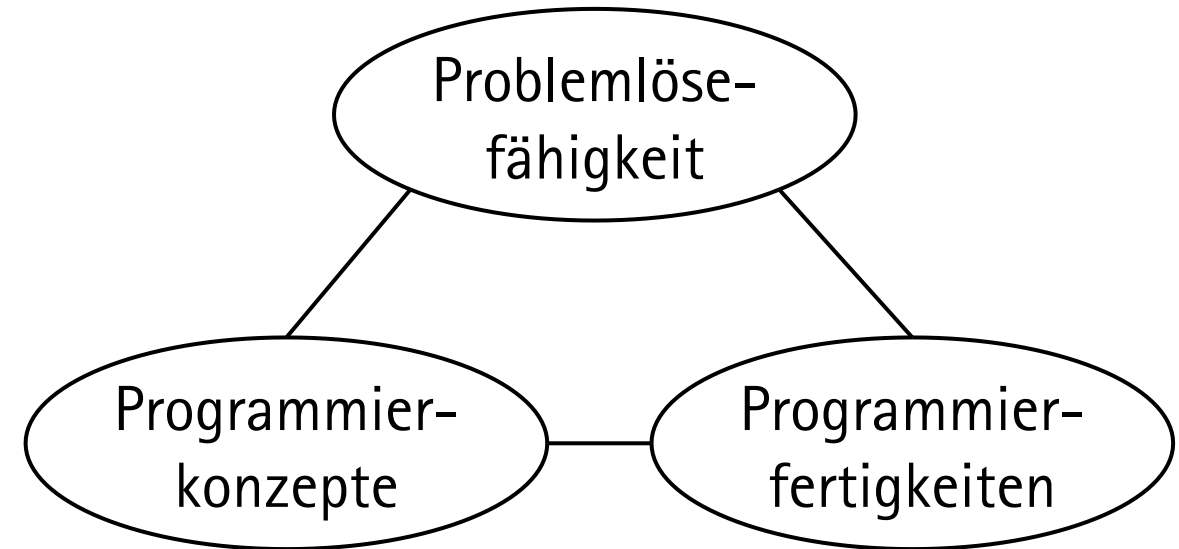 Problemlöse-
fähigkeit
Programmier-
konzepte
Programmier-
fertigkeiten